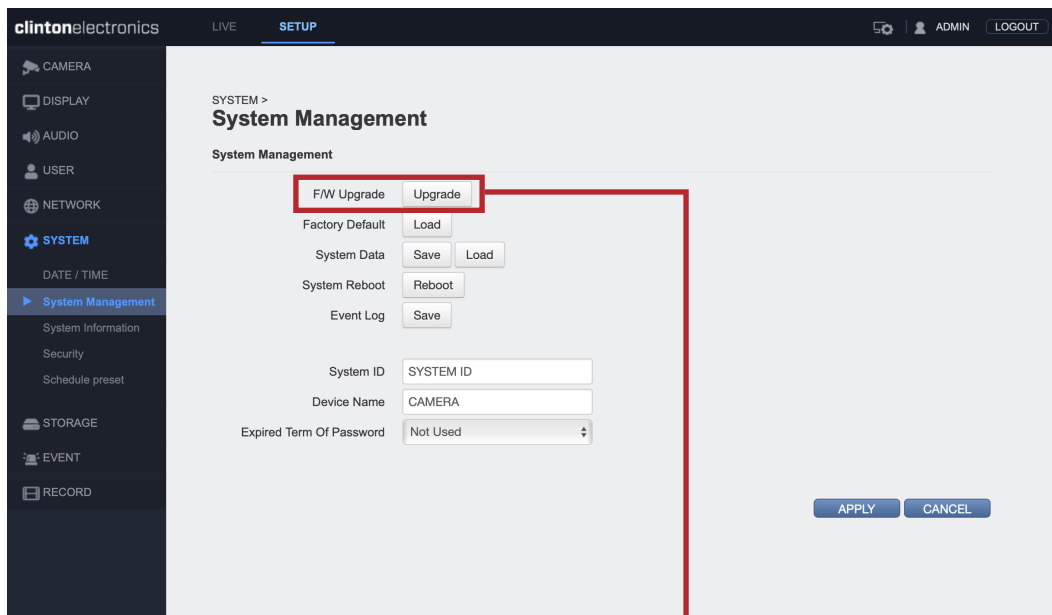 clintonelectronics LIVE SETUP ADMIN LOGOUT
CAMERA
DISPLAY
AUDIO
USER
NETWORK
SYSTEM
DATE / TIME
System Management
System Information
Security
Schedule preset
STORAGE
EVENT
RECORD
SYSTEM >
System Management
System Management
F/W Upgrade Upgrade
Factory Default Load
System Data Save Load
System Reboot Reboot
Event Log Save
System ID SYSTEM ID
Device Name CAMERA
Expired Term Of Password Not Used
APPLY CANCEL